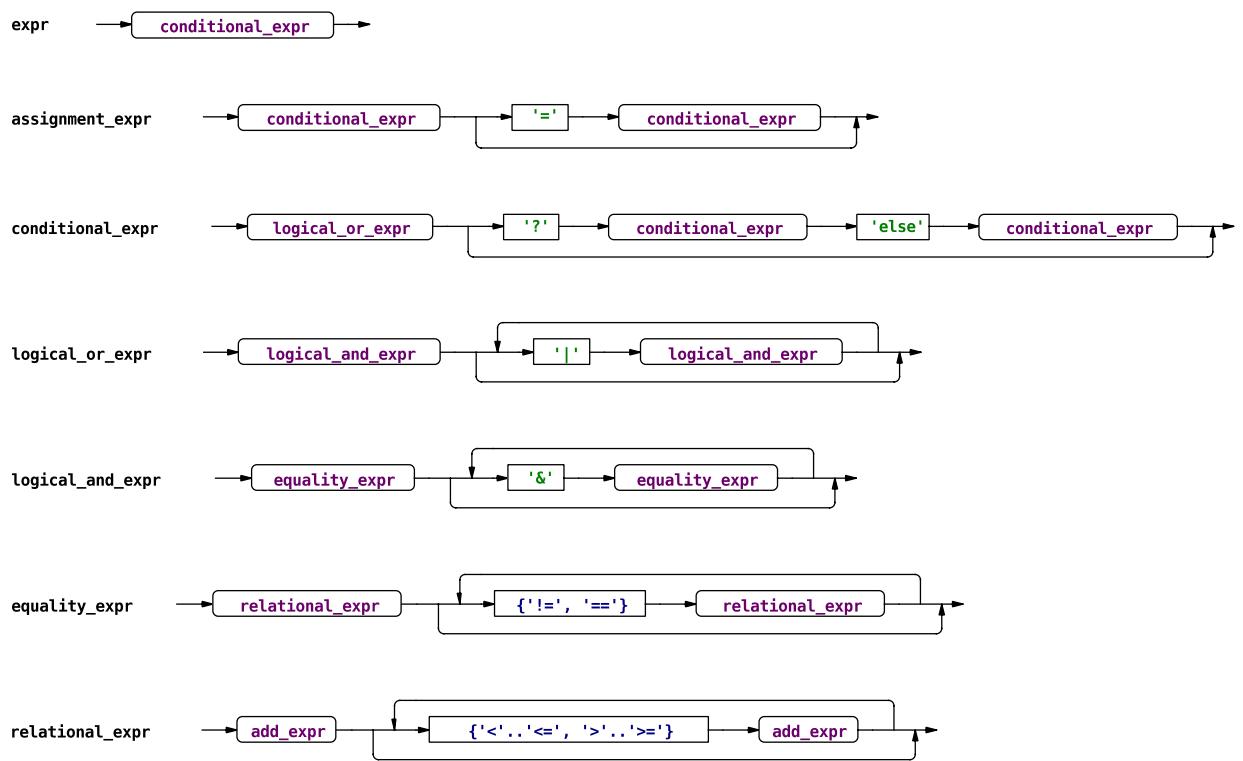 expr conditional_expr
assignment_expr conditional_expr '=' conditional_expr
conditional_expr logical_or_expr '?' conditional_expr 'else' conditional_expr
logical_or_expr logical_and_expr '|' logical_and_expr
logical_and_expr equality_expr '&' equality_expr
equality_expr relational_expr {'!=', '=='} relational_expr
relational_expr add_expr {'<'..'<=', '>'..'>='} add_expr